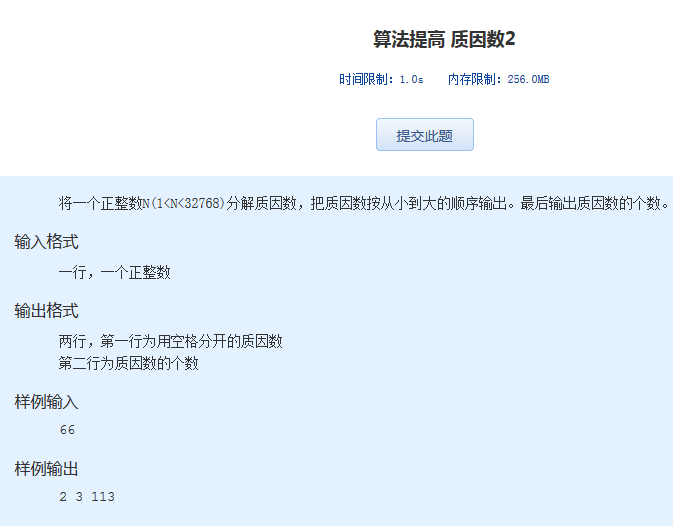 算法提高 质因数2
时间限制：1.0s 内存限制：256.0MB
提交此题
将一个正整数N(1<N<32768)分解质因数，把质因数按从小到大的顺序输出。最后输出质因数的个数。
输入格式
一行，一个正整数
输出格式
两行，第一行为用空格分开的质因数
第二行为质因数的个数
样例输入
66
样例输出
2 3 113